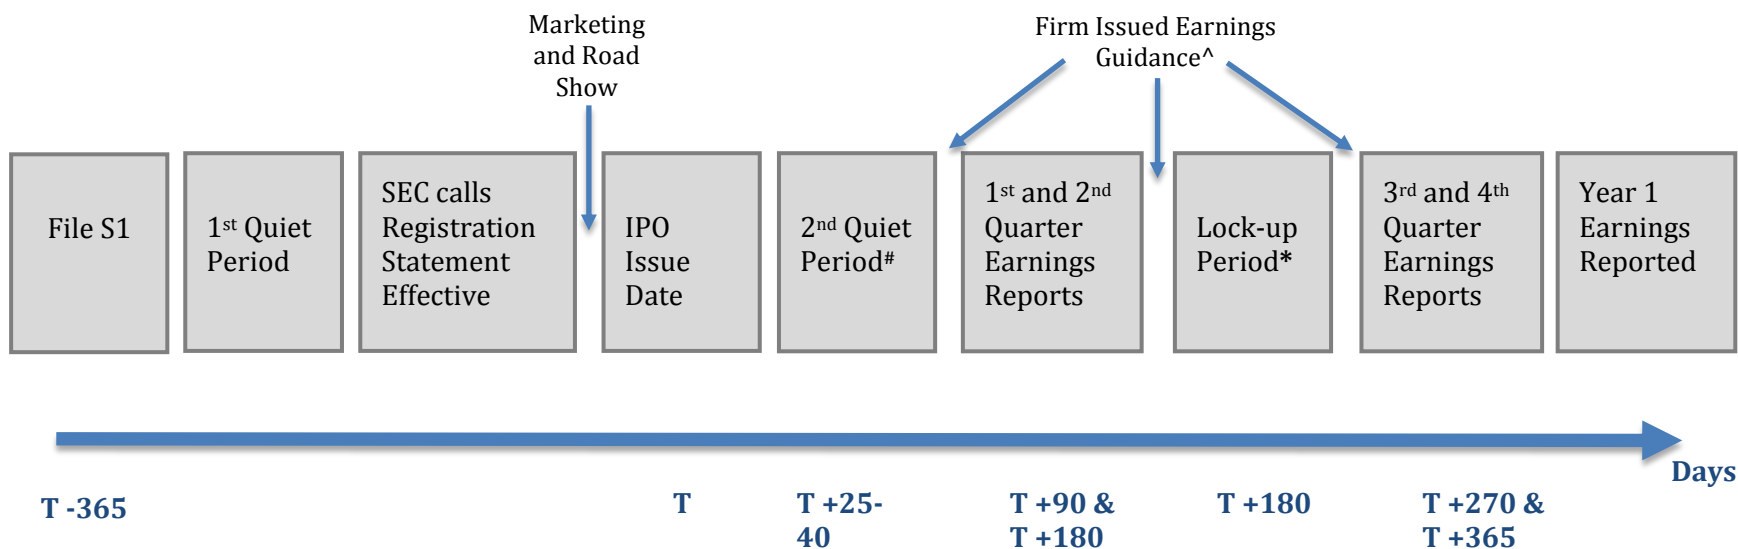 Marketing
and Road
Show
Firm Issued Earnings
Guidance^
File S1
1st Quiet
Period
SEC calls
Registration
Statement
Effective
IPO
Issue
Date
2nd Quiet
Period#
1st and 2nd
Quarter
Earnings
Reports
Lock-up
Period*
3rd and 4th
Quarter
Earnings
Reports
Year 1
Earnings
Reported
Days
T -365
T
T +25-
40
T +90 &
T +180
T +180
T +270 &
T +365